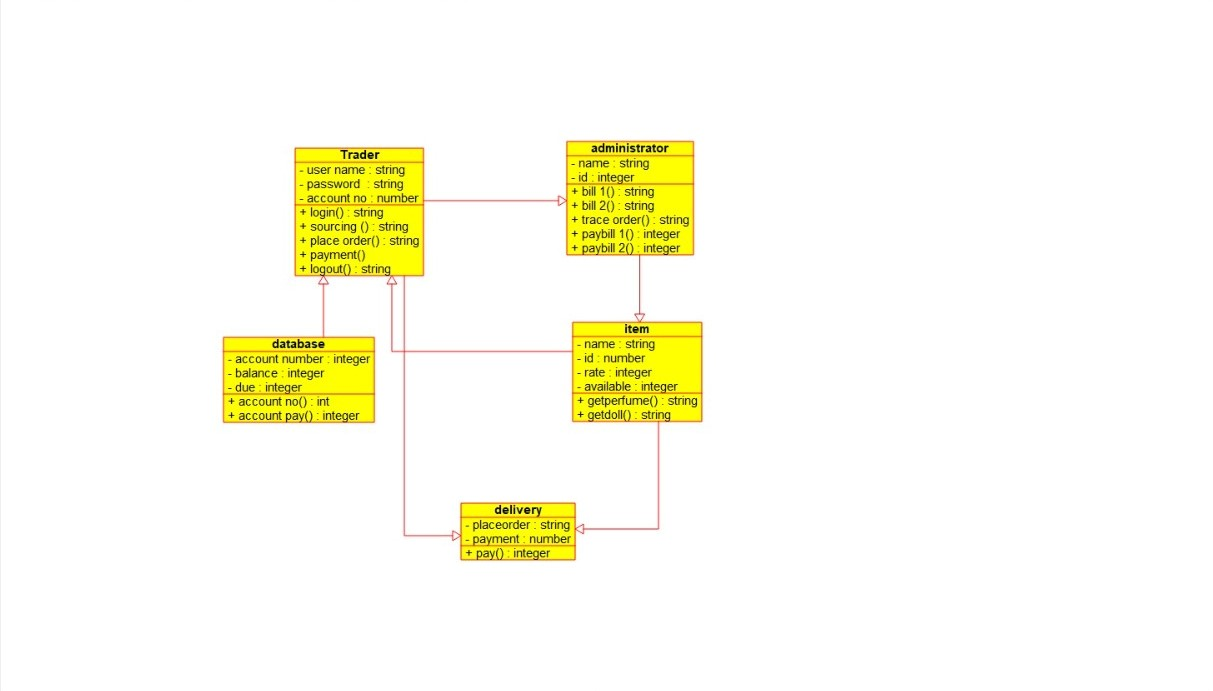 Trader
- user name : string
- password  : string
- account no : number
+ login() : string
+ sourcing () : string
+ place order() : string
+ payment()
+ logout() : string
administrator
- name : string
- id : integer
+ bill 1() : string
+ bill 2() : string
+ trace order() : string
+ paybill 1() : integer
+ paybill 2() : integer
database
- account number : integer
- balance : integer
- due : integer
+ account no() : int
+ account pay() : integer
item
- name : string
- id : number
- rate : integer
- available : integer
+ getperfume() : string
+ getdoll() : string
delivery
- placeorder : string
- payment : number
+ pay() : integer